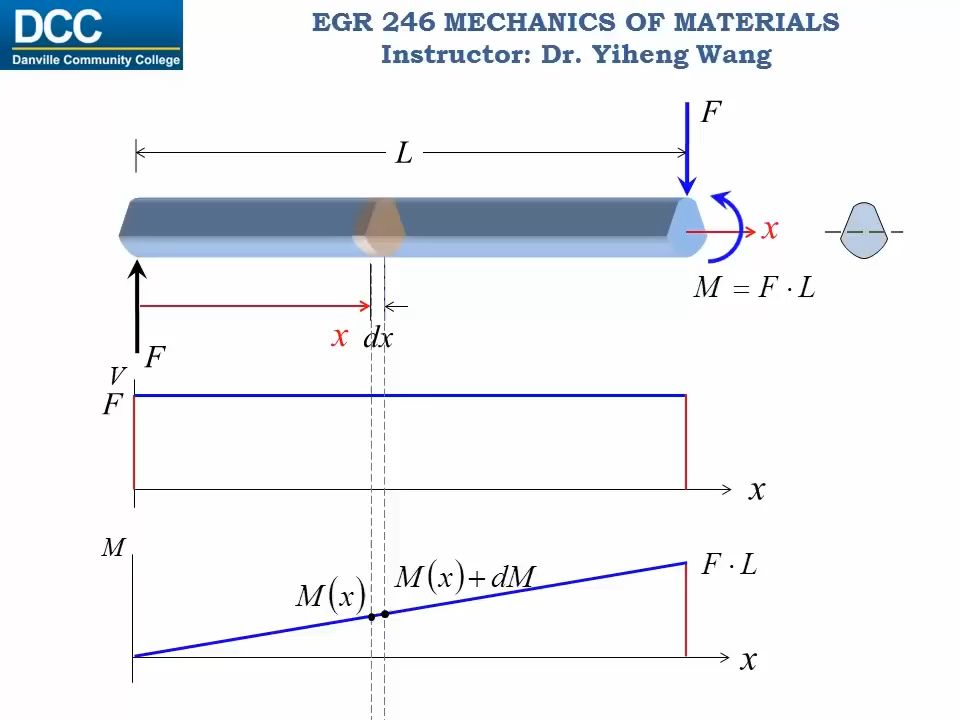 DCC
Danville Community College
EGR 246 MECHANICS OF MATERIALS
Instructor: Dr. Yiheng Wang
F
L
x
M = F · L
x dx
F
V
F
x
M
F · L
M(x) + dM
M(x)
x